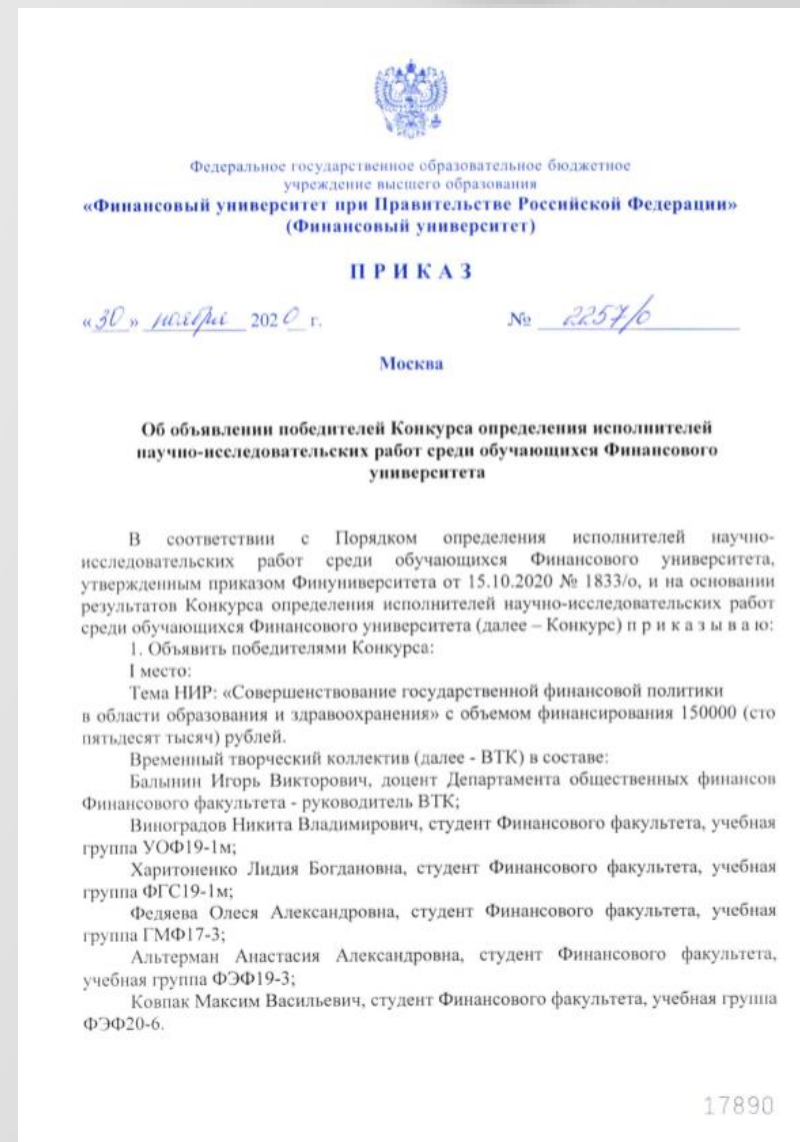 Федеральное государственное образовательное бюджетное
учреждение высшего образования
«Финансовый университет при Правительстве Российской Федерации»
(Финансовый университет)
П Р И К А З
«30» ноября 2020 г. № 2257/о
Москва
Об объявлении победителей Конкурса определения исполнителей
научно-исследовательских работ среди обучающихся Финансового
университета
В соответствии с Порядком определения исполнителей научно-
исследовательских работ среди обучающихся Финансового университета,
утвержденным приказом Финуниверситета от 15.10.2020 № 1833/о, и на основании
результатов Конкурса определения исполнителей научно-исследовательских работ
среди обучающихся Финансового университета (далее – Конкурс) п р и к а з ы в а ю:
1. Объявить победителями Конкурса:
I место:
Тема НИР: «Совершенствование государственной финансовой политики
в области образования и здравоохранения» с объемом финансирования 150000 (сто
пятьдесят тысяч) рублей.
Временный творческий коллектив (далее - ВТК) в составе:
Балынин Игорь Викторович, доцент Департамента общественных финансов
Финансового факультета - руководитель ВТК;
Виноградов Никита Владимирович, студент Финансового факультета, учебная
группа УОФ19-1м;
Харитоненко Лидия Богдановна, студент Финансового факультета, учебная
группа ФГС19-1м;
Федяева Олеся Александровна, студент Финансового факультета, учебная
группа ГМФ17-3;
Альтерман Анастасия Александровна, студент Финансового факультета,
учебная группа ФЭФ19-3;
Ковпак Максим Васильевич, студент Финансового факультета, учебная группа
ФЭФ20-6.
17890